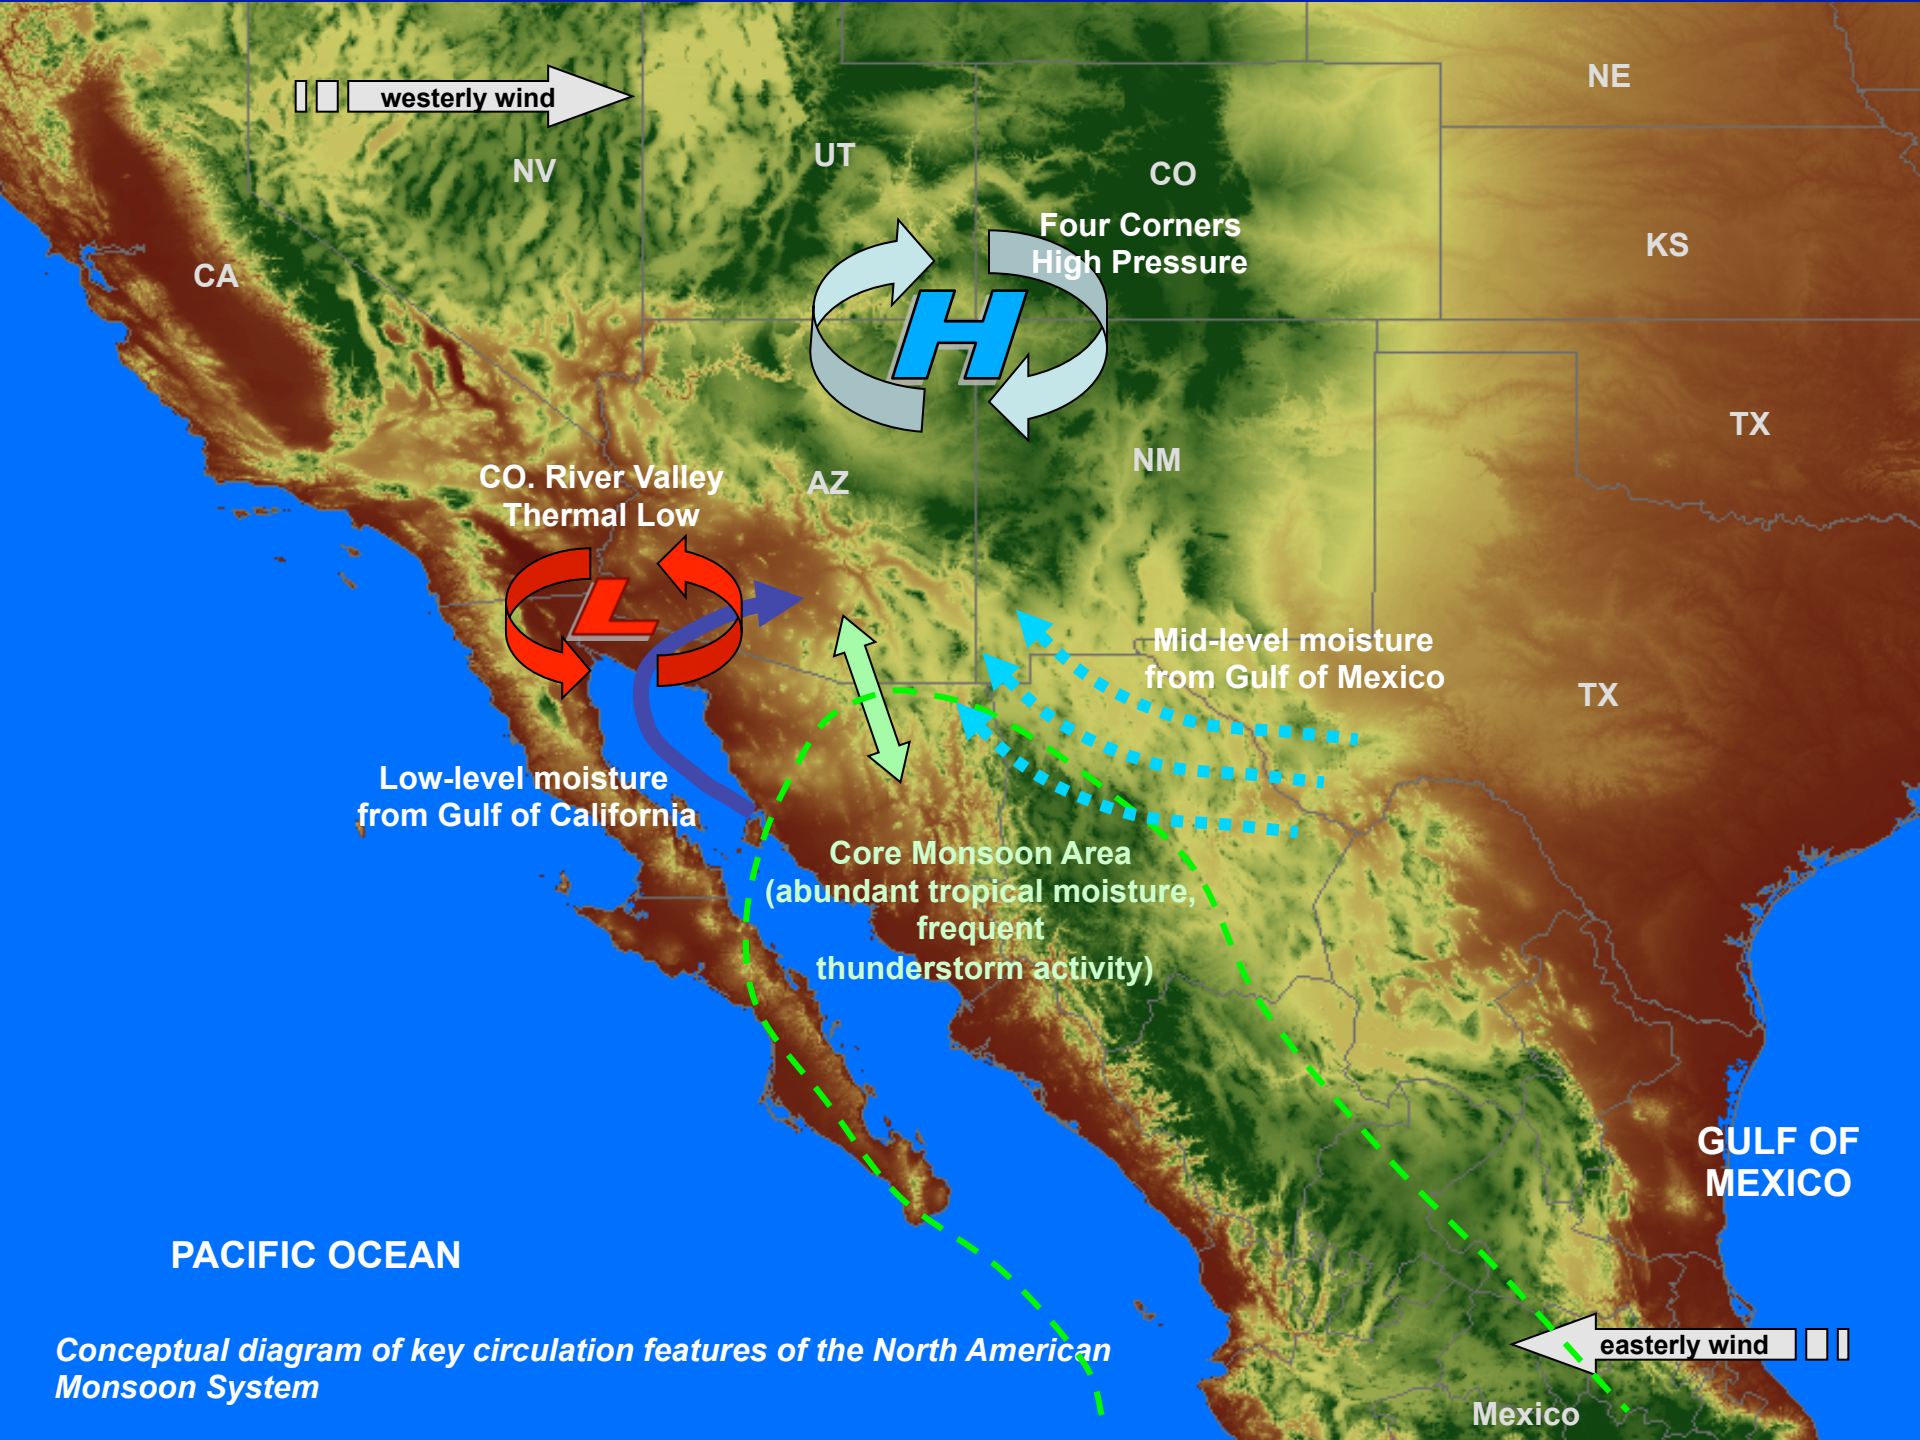 westerly wind
NE
NV
UT
CO
Four Corners
High Pressure
KS
CA
H
TX
NM
AZ
CO. River Valley
Thermal Low
L
Mid-level moisture
from Gulf of Mexico
TX
Low-level moisture
from Gulf of California
Core Monsoon Area
(abundant tropical moisture,
frequent
thunderstorm activity)
GULF OF
MEXICO
PACIFIC OCEAN
easterly wind
Conceptual diagram of key circulation features of the North American
Monsoon System
Mexico